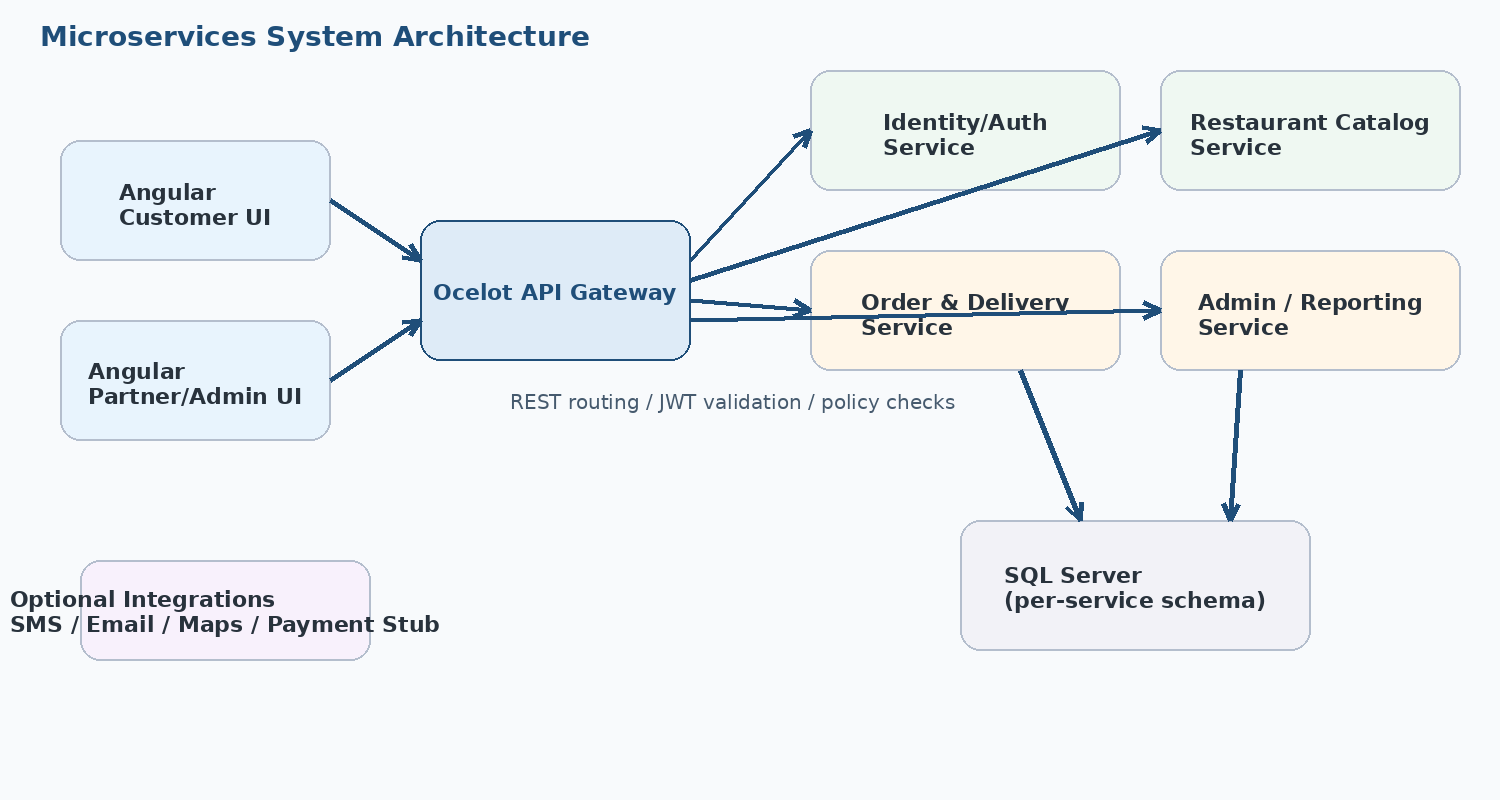 Microservices System Architecture
Identity/Auth
Service
Restaurant Catalog
Service
Angular
Customer UI
Ocelot API Gateway
Order & Delivery
Service
Admin / Reporting
Service
Angular
Partner/Admin UI
REST routing / JWT validation / policy checks
SQL Server
(per-service schema)
Optional Integrations
SMS / Email / Maps / Payment Stub